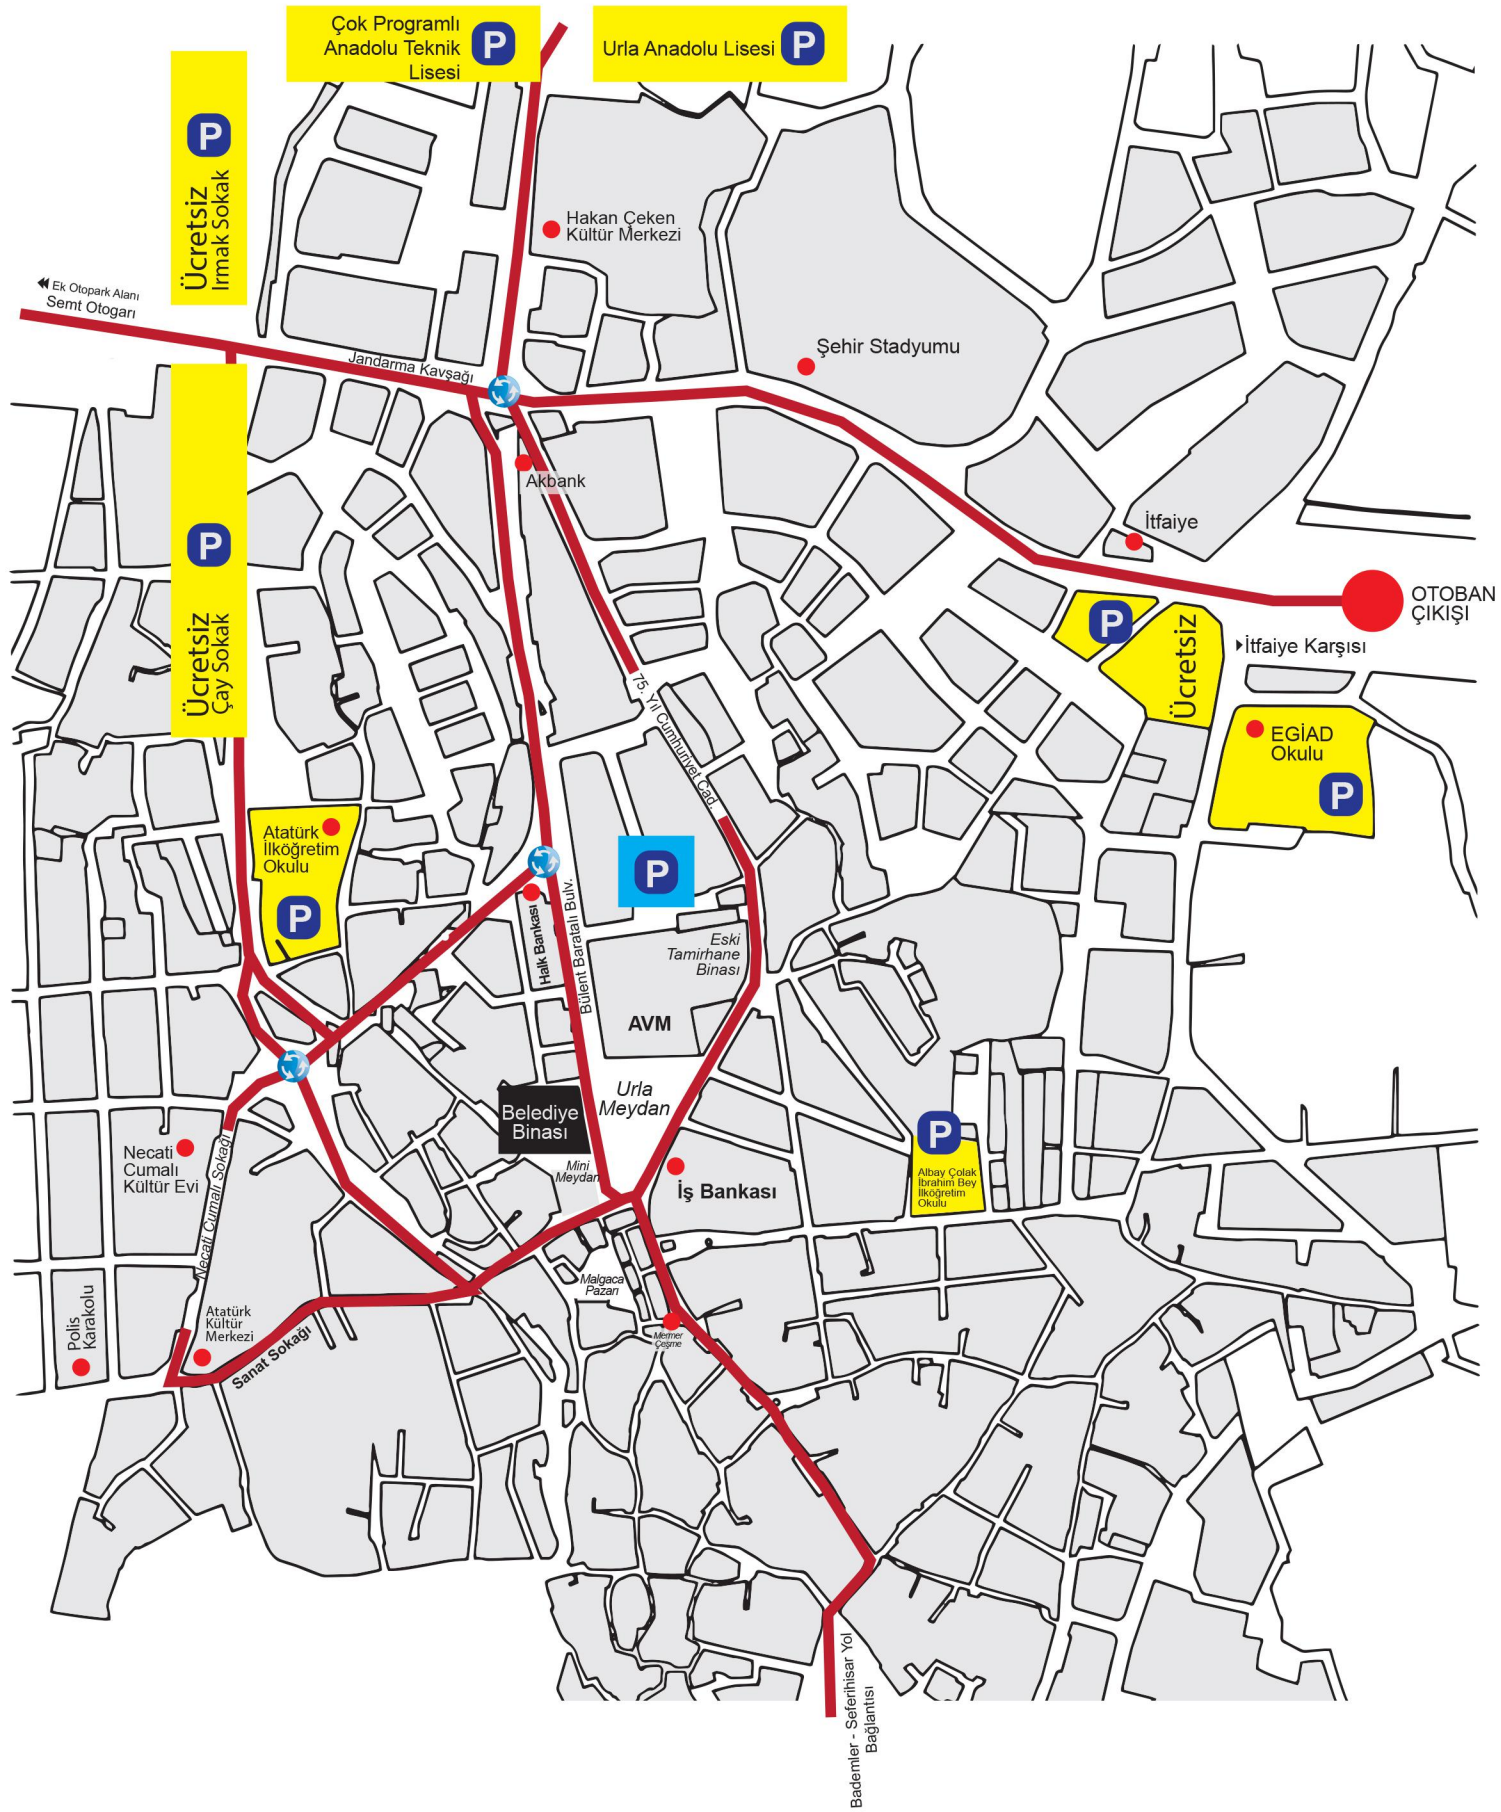 Çok Programlı
Anadolu Teknik
Lisesi
P
Urla Anadolu Lisesi
P
P
Ücretsiz
Irmak Sokak
Hakan Çeken
Kültür Merkezi
Ek Otopark Alanı
Semt Otogarı
Jandarma Kavşağı
Şehir Stadyumu
Akbank
İtfaiye
P
Ücretsiz
Çay Sokak
OTOBAN
ÇIKIŞI
P
Ücretsiz
İtfaiye Karşısı
75. Yıl Cumhuriyet Cad.
EGİAD
Okulu
P
Atatürk
İlköğretim
Okulu
P
P
Halk Bankası
Bülent Baratalı Bulv.
Eski
Tamirhane
Binası
AVM
Urla
Meydan
Belediye
Binası
Mini
Meydan
P
Albay Çolak
İbrahim Bey
İlköğretim
Okulu
İş Bankası
Necati
Cumalı
Kültür Evi
Necati Cumalı Sokağı
Malgaca
Pazarı
Mermer
Çeşme
Polis
Karakolu
Atatürk
Kültür
Merkezi
Sanat Sokağı
Bademler - Seferihisar Yol
Bağlantısı